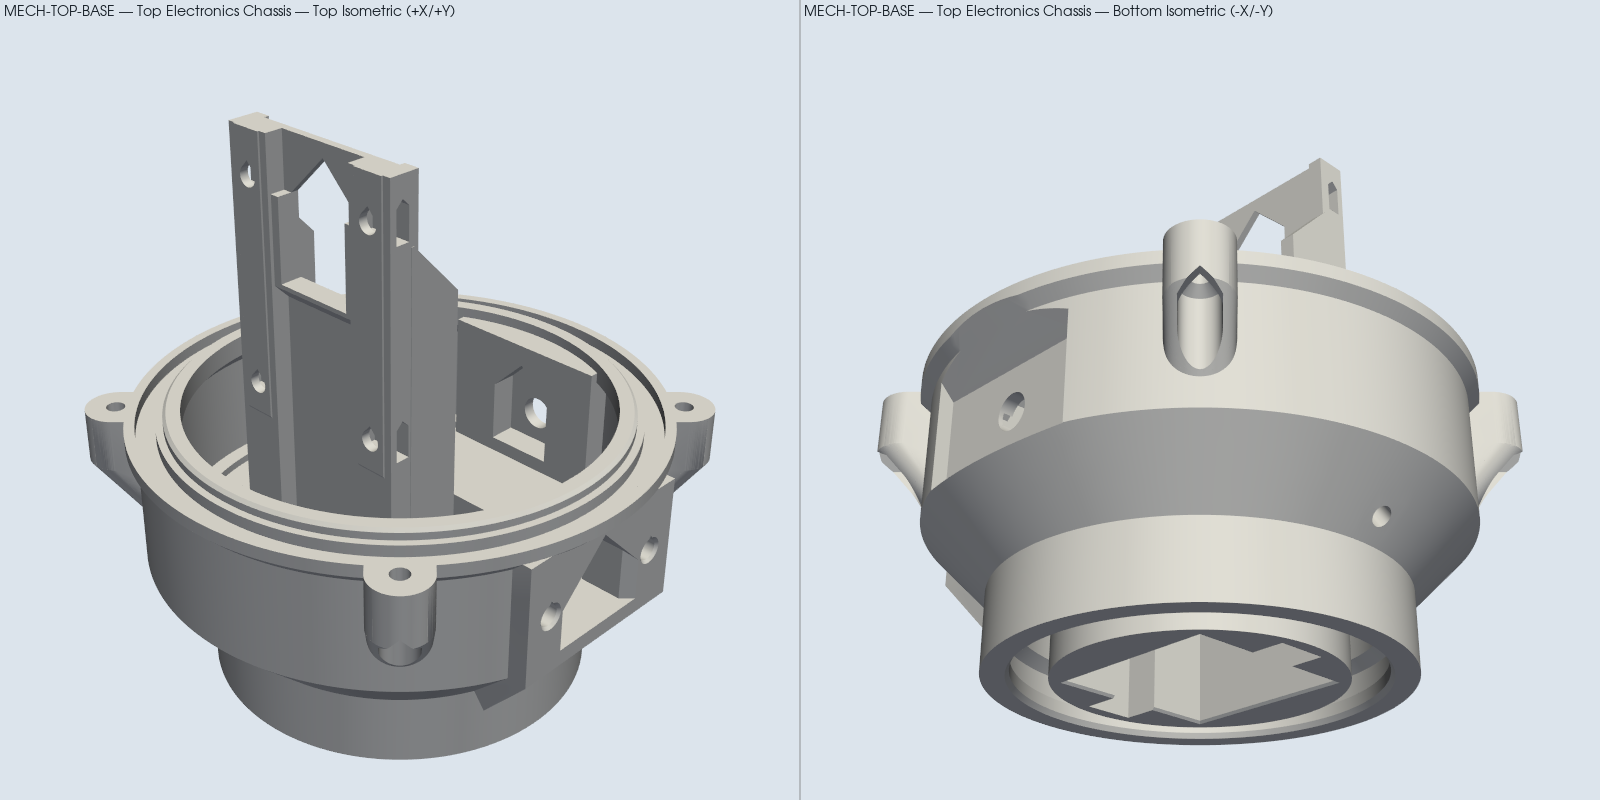 MECH-TOP-BASE — Top Electronics Chassis — Top Isometric (+X/+Y)
MECH-TOP-BASE — Top Electronics Chassis — Bottom Isometric (-X/-Y)